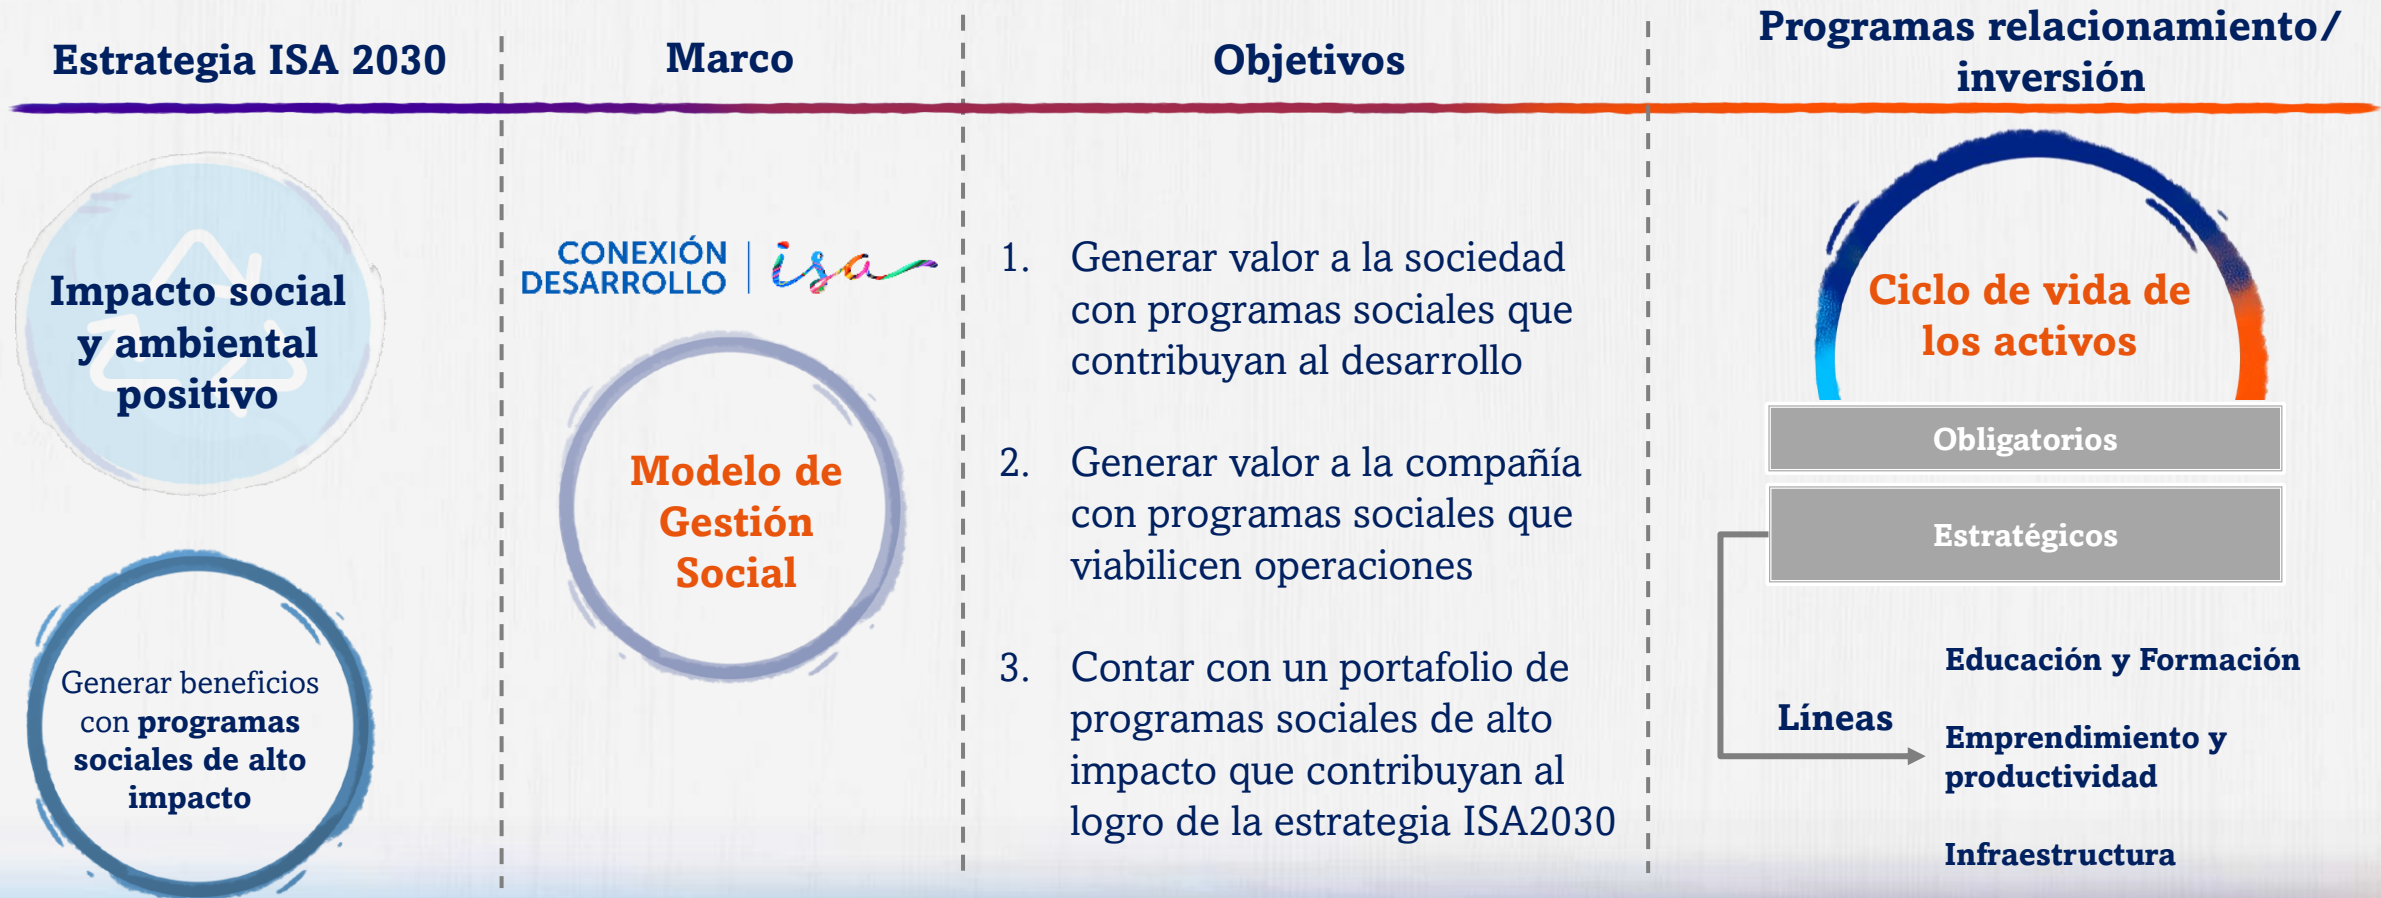 Estrategia ISA 2030
Marco
Objetivos
Programas relacionamiento/
inversión
Impacto social
y ambiental
positivo
Generar beneficios
con programas
sociales de alto
impacto
CONEXIÓN
DESARROLLO
isa
Modelo de
Gestión
Social
1. Generar valor a la sociedad
con programas sociales que
contribuyan al desarrollo
2. Generar valor a la compañía
con programas sociales que
viabilicen operaciones
3. Contar con un portafolio de
programas sociales de alto
impacto que contribuyan al
logro de la estrategia ISA2030
Ciclo de vida de
los activos
Obligatorios
Estratégicos
Líneas
Educación y Formación
Emprendimiento y
productividad
Infraestructura